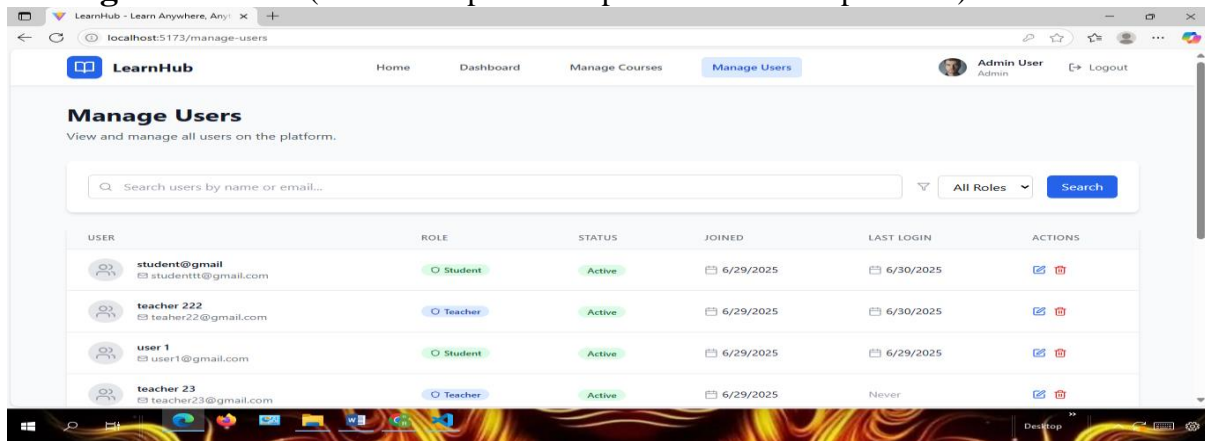 LearnHub - Learn Anywhere, Any
localhost:5173/manage-users
LearnHub
Home
Dashboard
Manage Courses
Manage Users
Admin User
Admin
Logout
Manage Users
View and manage all users on the platform.
Search users by name or email...
All Roles
Search
USER ROLE STATUS JOINED LAST LOGIN ACTIONS
student@gmail
studenttt@gmail.com
Student Active 6/29/2025 6/30/2025
teacher 222
teaher22@gmail.com
Teacher Active 6/29/2025 6/30/2025
user 1
user1@gmail.com
Student Active 6/29/2025 6/29/2025
teacher 23
teacher23@gmail.com
Teacher Active 6/29/2025 Never
Desktop